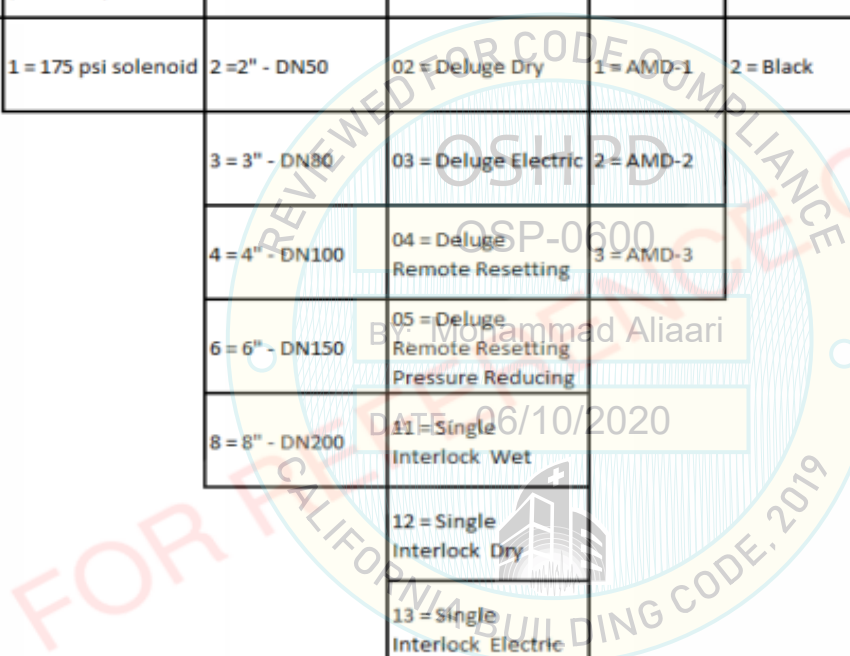 1 = 175 psi solenoid 2 =2" - DN50 02 = Deluge Dry 1 = AMD-1 2 = Black
3 = 3" - DN80 03 = Deluge Electric 2 = AMD-2
4 = 4" - DN100 04 = Deluge
Remote Resetting 3 = AMD-3
6 = 6" - DN150 05 = Deluge
Remote Resetting
Pressure Reducing
8 = 8" - DN200 11 = Single
Interlock Wet
12 = Single
Interlock Dry
13 = Single
Interlock Electric
REVIEWED FOR CODE COMPLIANCE
OSHPD
OSP-0600
BY: Mohammad Aliaari
DATE: 06/10/2020
CALIFORNIA BUILDING CODE, 2019
FOR REFERENCE